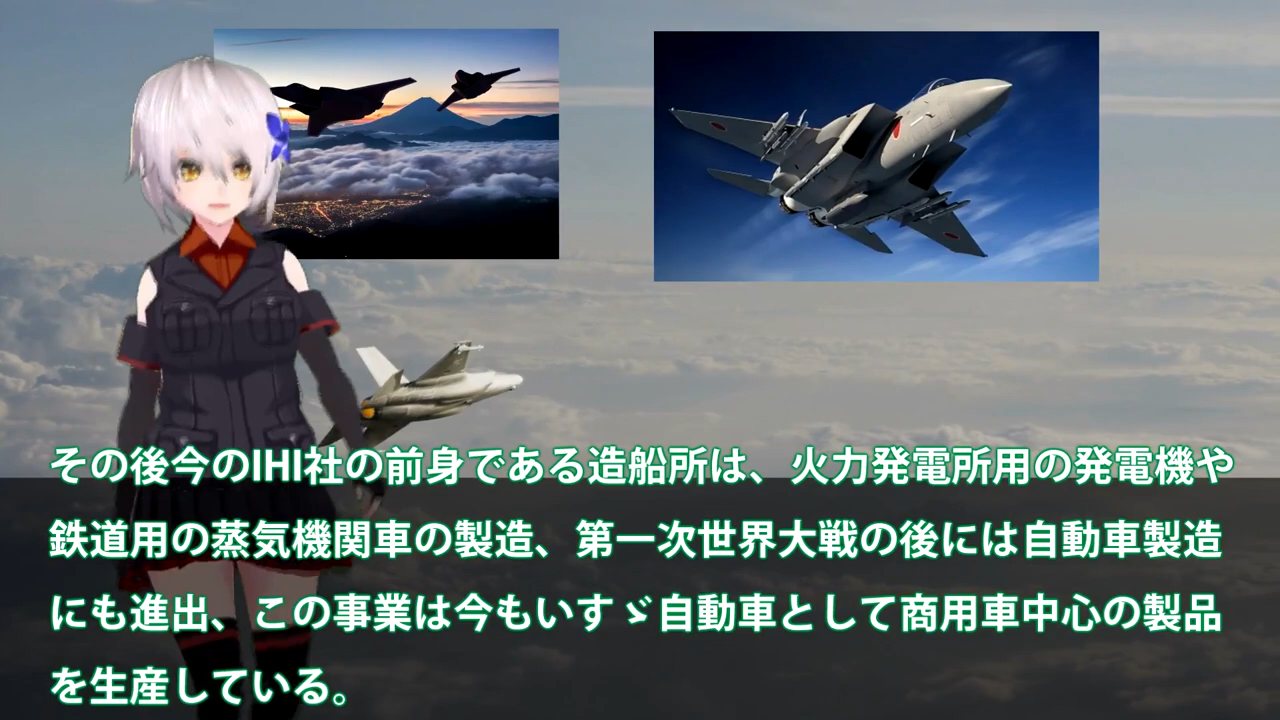 その後今のIHI社の前身である造船所は、火力発電所用の発電機や
鉄道用の蒸気機関車の製造、第一次世界大戦の後には自動車製造
にも進出、この事業は今もいすゞ自動車として商用車中心の製品
を生産している。